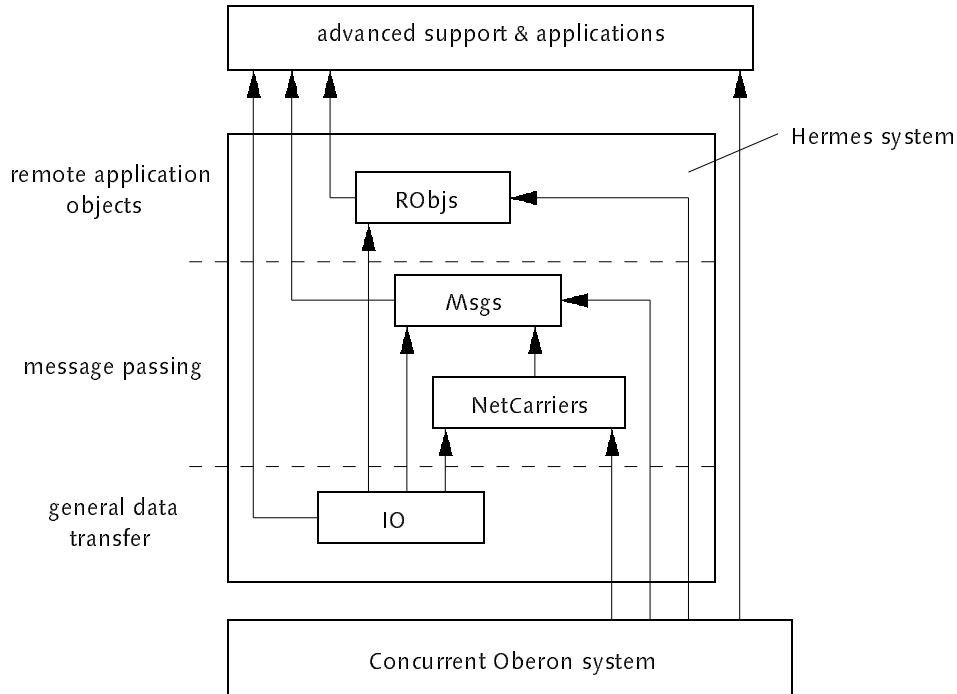 advanced support & applications
Hermes system
remote application
objects
RObjs
Msgs
message passing
NetCarriers
general data
transfer
IO
Concurrent Oberon system